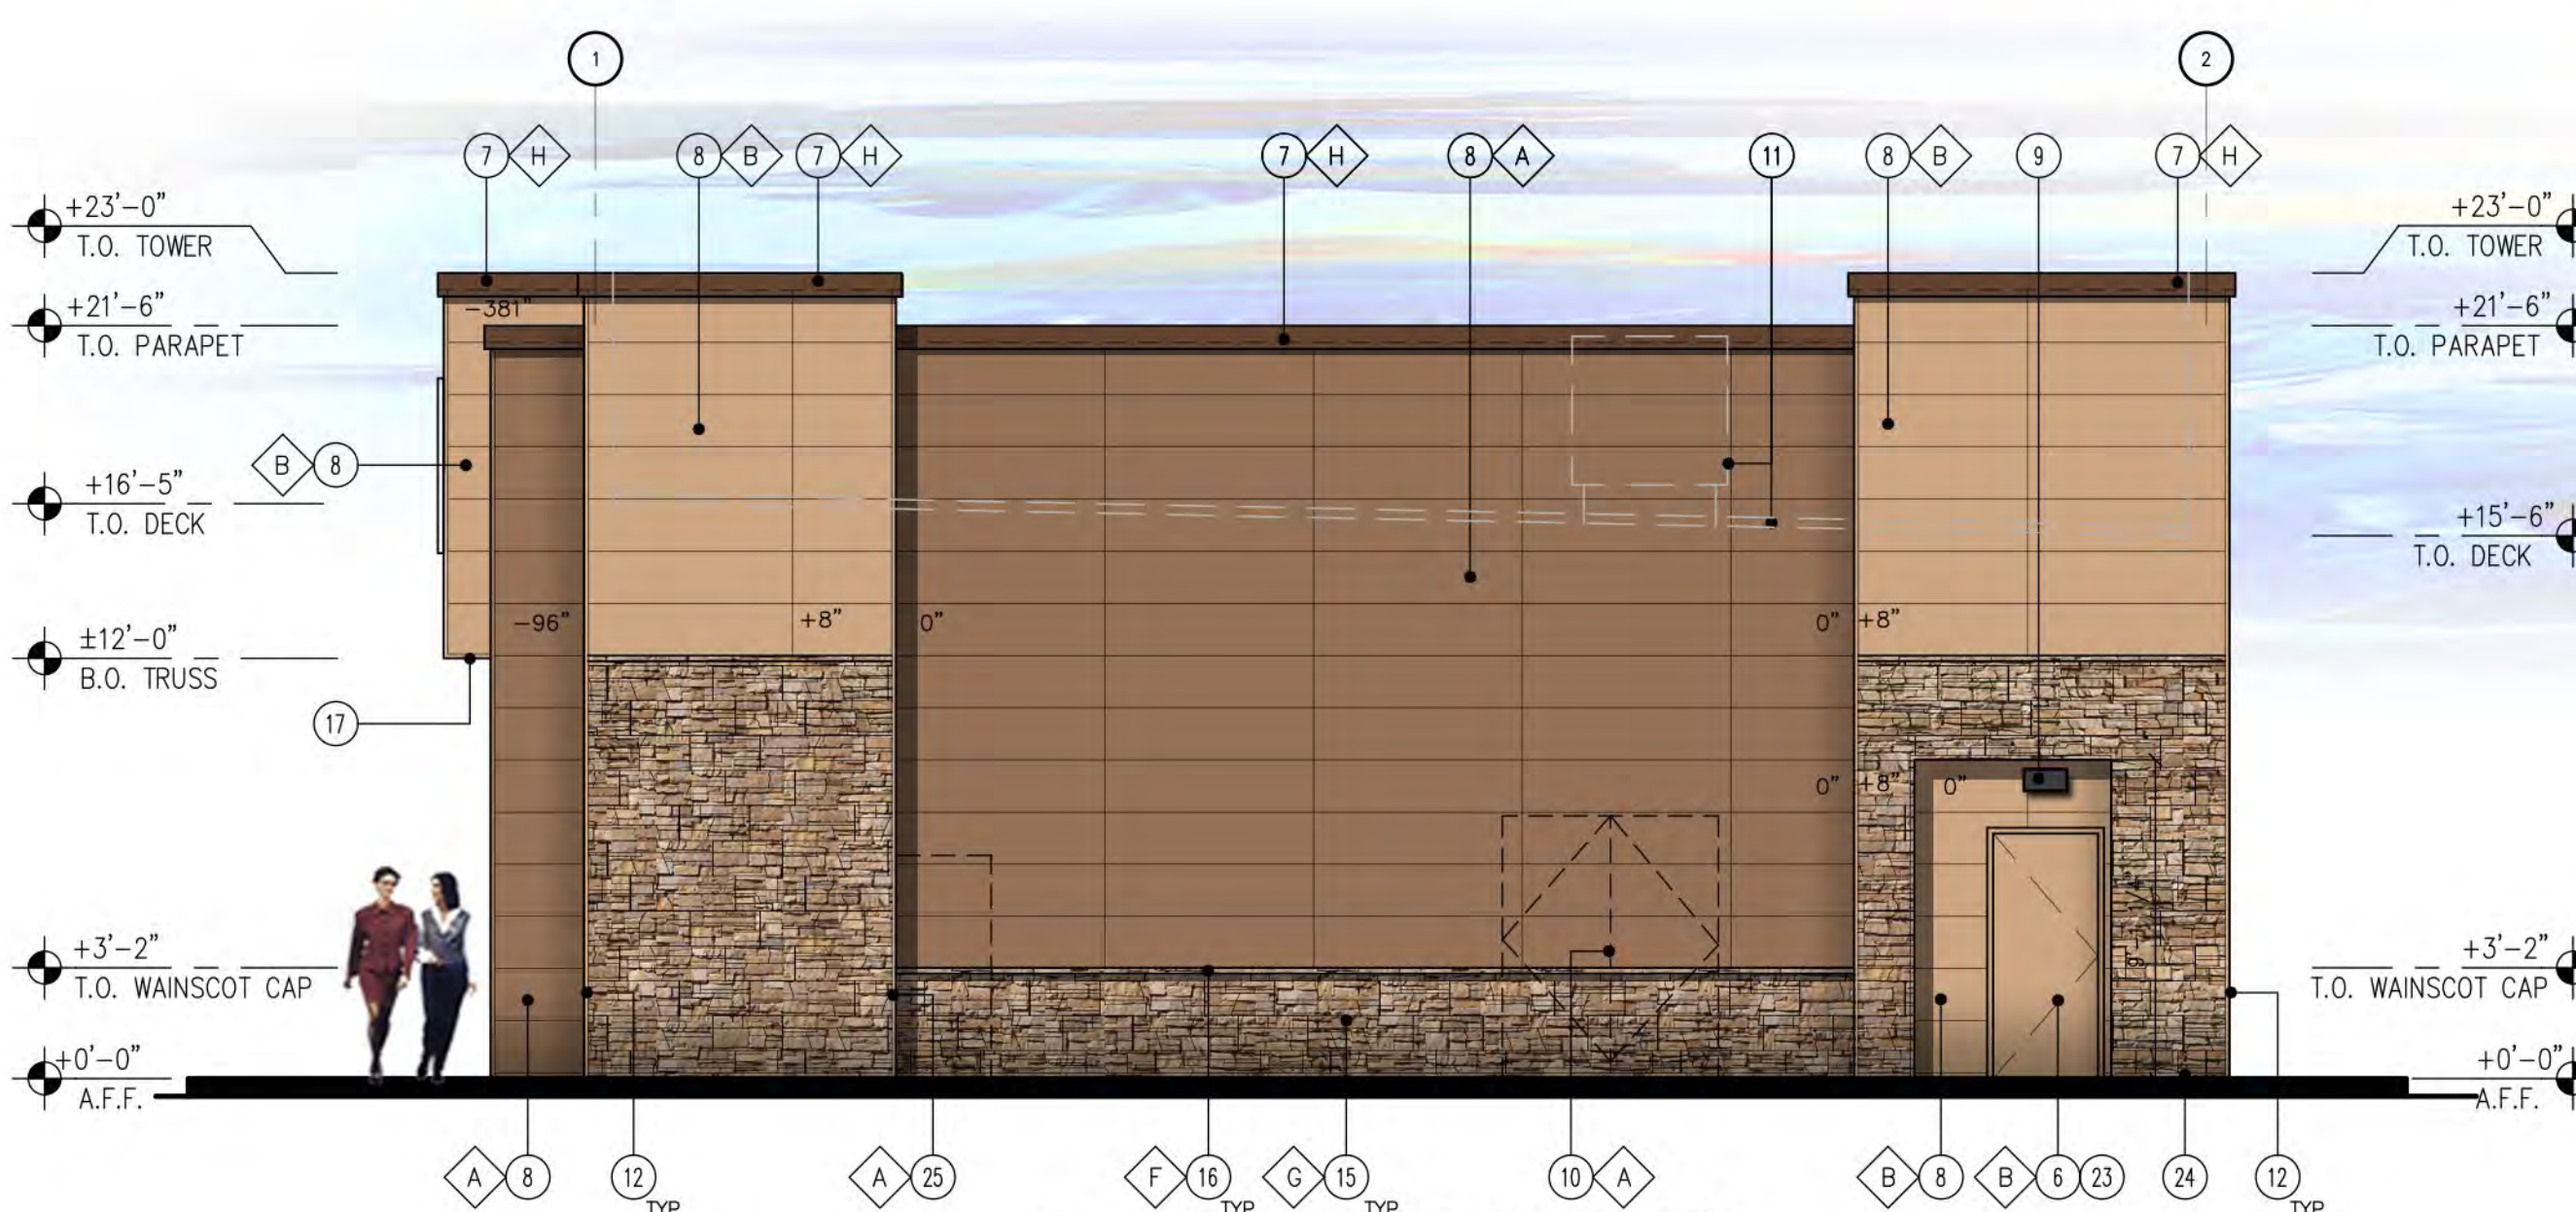 1
2
7 H
8 B
7 H
7 H
8 A
11
8 B
9
7 H
+23'-0"
T.O. TOWER
+23'-0"
T.O. TOWER
-381"
+21'-6"
T.O. PARAPET
+21'-6"
T.O. PARAPET
B 8
+16'-5"
T.O. DECK
+15'-6"
T.O. DECK
-96"
+8"
0"
0"
+8"
±12'-0"
B.O. TRUSS
17
0"
+8"
0"
+3'-2"
T.O. WAINSCOT CAP
+3'-2"
T.O. WAINSCOT CAP
+0'-0"
A.F.F.
+0'-0"
A.F.F.
A 8
12
TYP
A 25
F 16
TYP
G 15
TYP
10 A
B 8
B 6 23
24
12
TYP